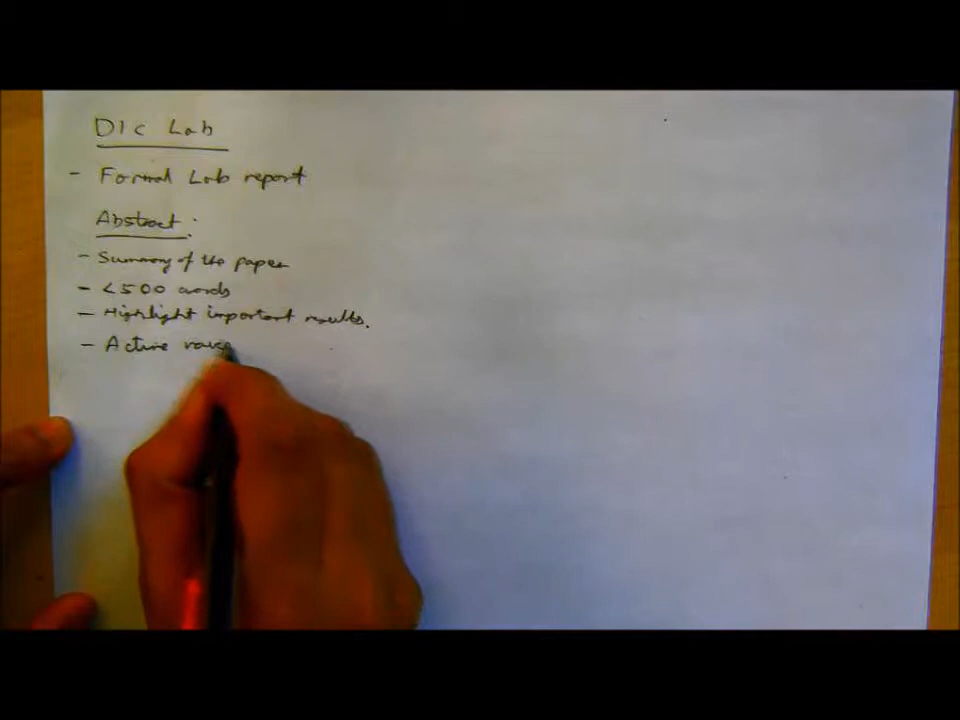 DIC Lab
- Formal Lab report
Abstract :
- Summary of the paper
- <500 words
- Highlight important results.
- Active voice